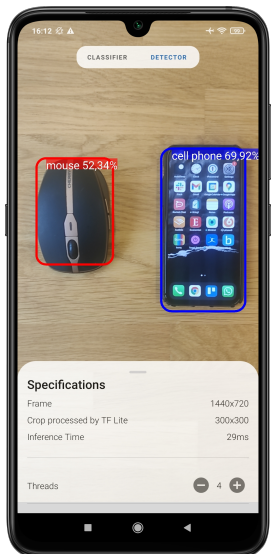 16:12
CLASSIFIER DETECTOR
mouse 52,34%
cell phone 69,92%
Specifications
Frame 1440x720
Crop processed by TF Lite 300x300
Inference Time 29ms
Threads 4